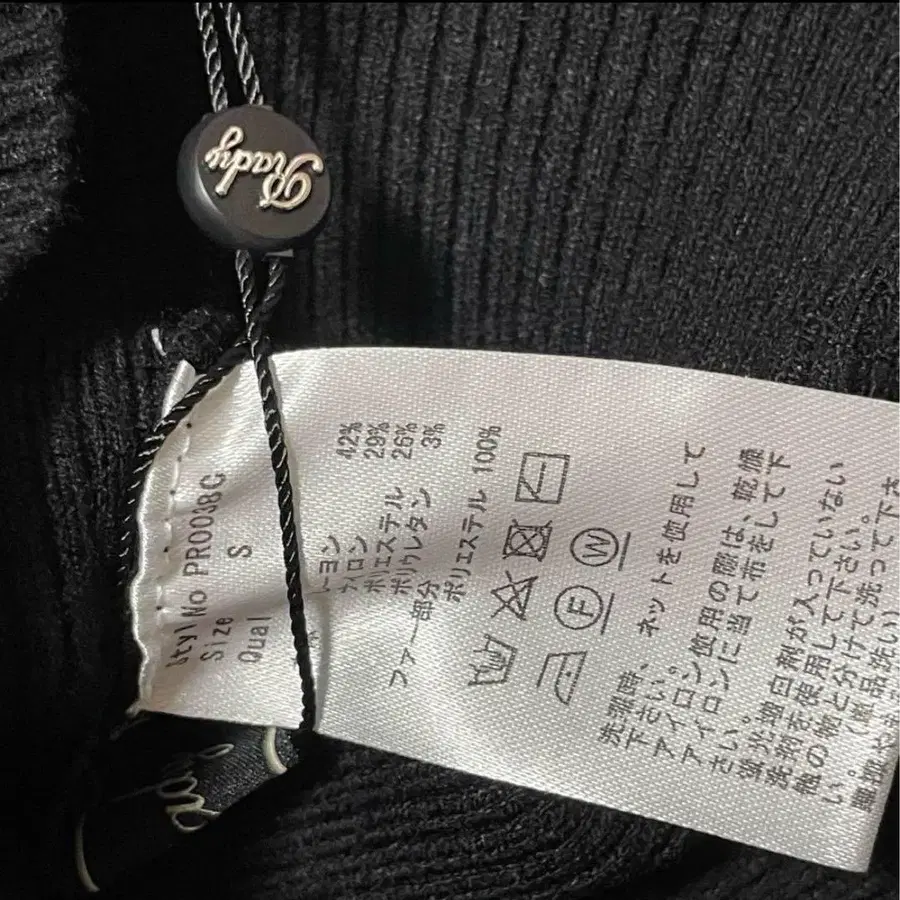 Rady
Styl No PR0038C
Size S
Qual
レーヨン 42%
ナイロン 29%
ポリエステル 26%
ポリウレタン 3%
ファー部分
ポリエステル 100%
F W
洗濯時、ネットを使用して
下さい。
アイロン使用の際は、乾燥
アイロンに当て布をして下
さい。
蛍光増白剤が入っていない
洗剤を使用して下さい。
他の物と分けて洗って下さ
い。(単品洗い)
Rady